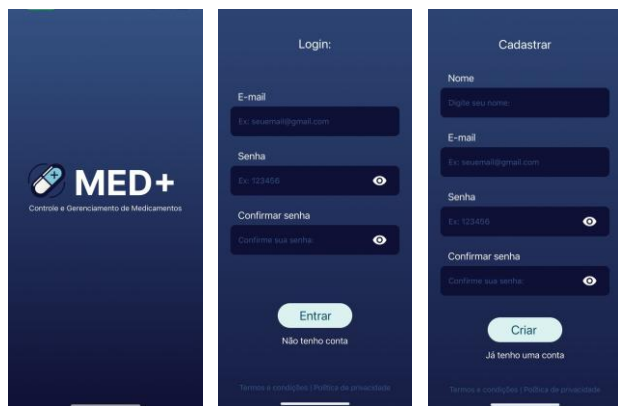 MED+
Controle e Gerenciamento de Medicamentos
Login:
E-mail
Ex: seuemail@gmail.com
Senha
Ex: 123456
Confirmar senha
Confirme sua senha:
Entrar
Não tenho conta
Termos e condições | Política de privacidade
Cadastrar
Nome
Digite seu nome:
E-mail
Ex: seuemail@gmail.com
Senha
Ex: 123456
Confirmar senha
Confirme sua senha:
Criar
Já tenho uma conta
Termos e condições | Política de privacidade